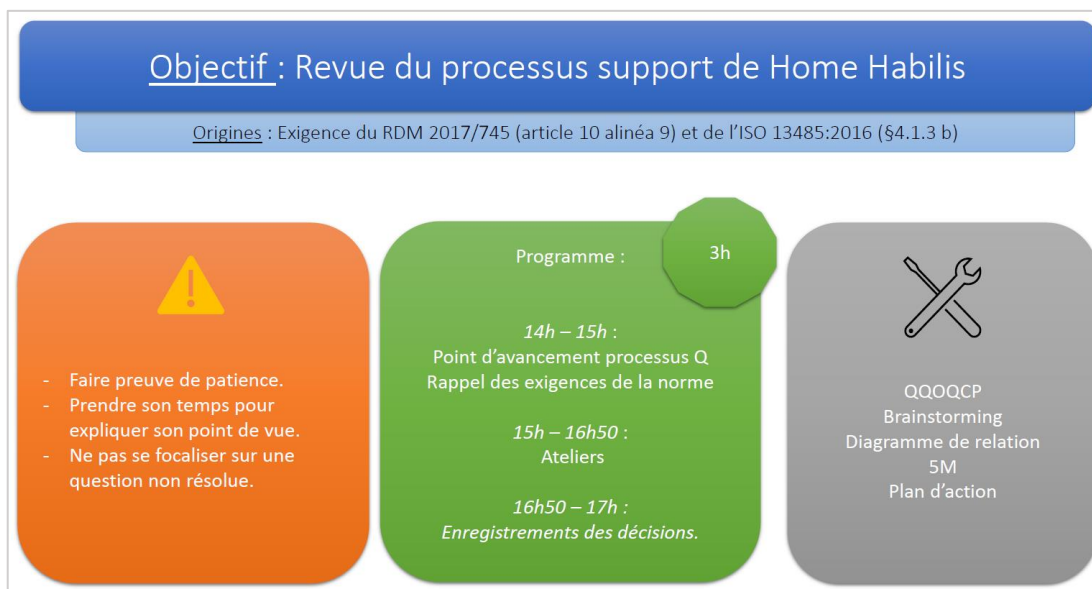 Objectif : Revue du processus support de Home Habilis
Origines : Exigence du RDM 2017/745 (article 10 alinéa 9) et de l'ISO 13485:2016 (§4.1.3 b)
- Faire preuve de patience.
- Prendre son temps pour
expliquer son point de vue.
- Ne pas se focaliser sur une
question non résolue.
Programme :
3h
14h – 15h :
Point d'avancement processus Q
Rappel des exigences de la norme
15h – 16h50 :
Ateliers
16h50 – 17h :
Enregistrements des décisions.
QQOQCP
Brainstorming
Diagramme de relation
5M
Plan d'action